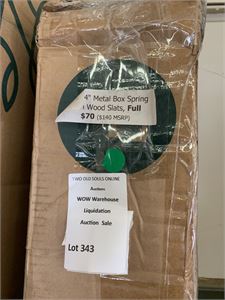 4" Metal Box Spring
Wood Slats, Full
$70 ($140 MSRP)
TWO OLD SOULS ONLINE
Auctions
WOW Warehouse
Liquidation
Auction Sale
Lot 343